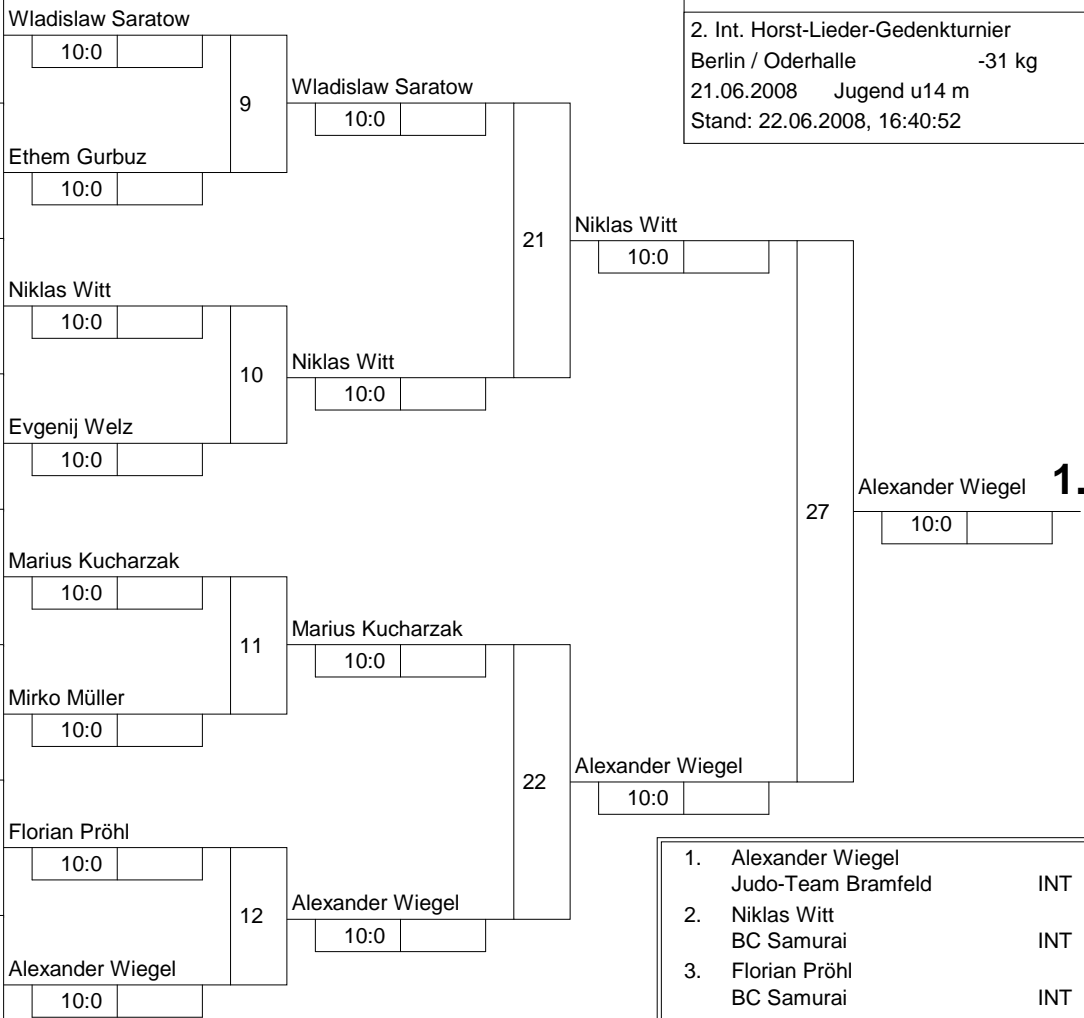 Wladislaw Saratow
10:0
9
Ethem Gurbuz
10:0
Niklas Witt
10:0
10
Evgenij Welz
10:0
Marius Kucharzak
10:0
11
Mirko Müller
10:0
Florian Pröhl
10:0
12
Alexander Wiegel
10:0
Wladislaw Saratow
10:0
21
Niklas Witt
10:0
Marius Kucharzak
10:0
22
Alexander Wiegel
10:0
Niklas Witt
10:0
27
Alexander Wiegel
10:0
Alexander Wiegel 1.
10:0
2. Int. Horst-Lieder-Gedenkturnier
Berlin / Oderhalle -31 kg
21.06.2008 Jugend u14 m
Stand: 22.06.2008, 16:40:52
1. Alexander Wiegel
Judo-Team Bramfeld INT
2. Niklas Witt
BC Samurai INT
3. Florian Pröhl
BC Samurai INT